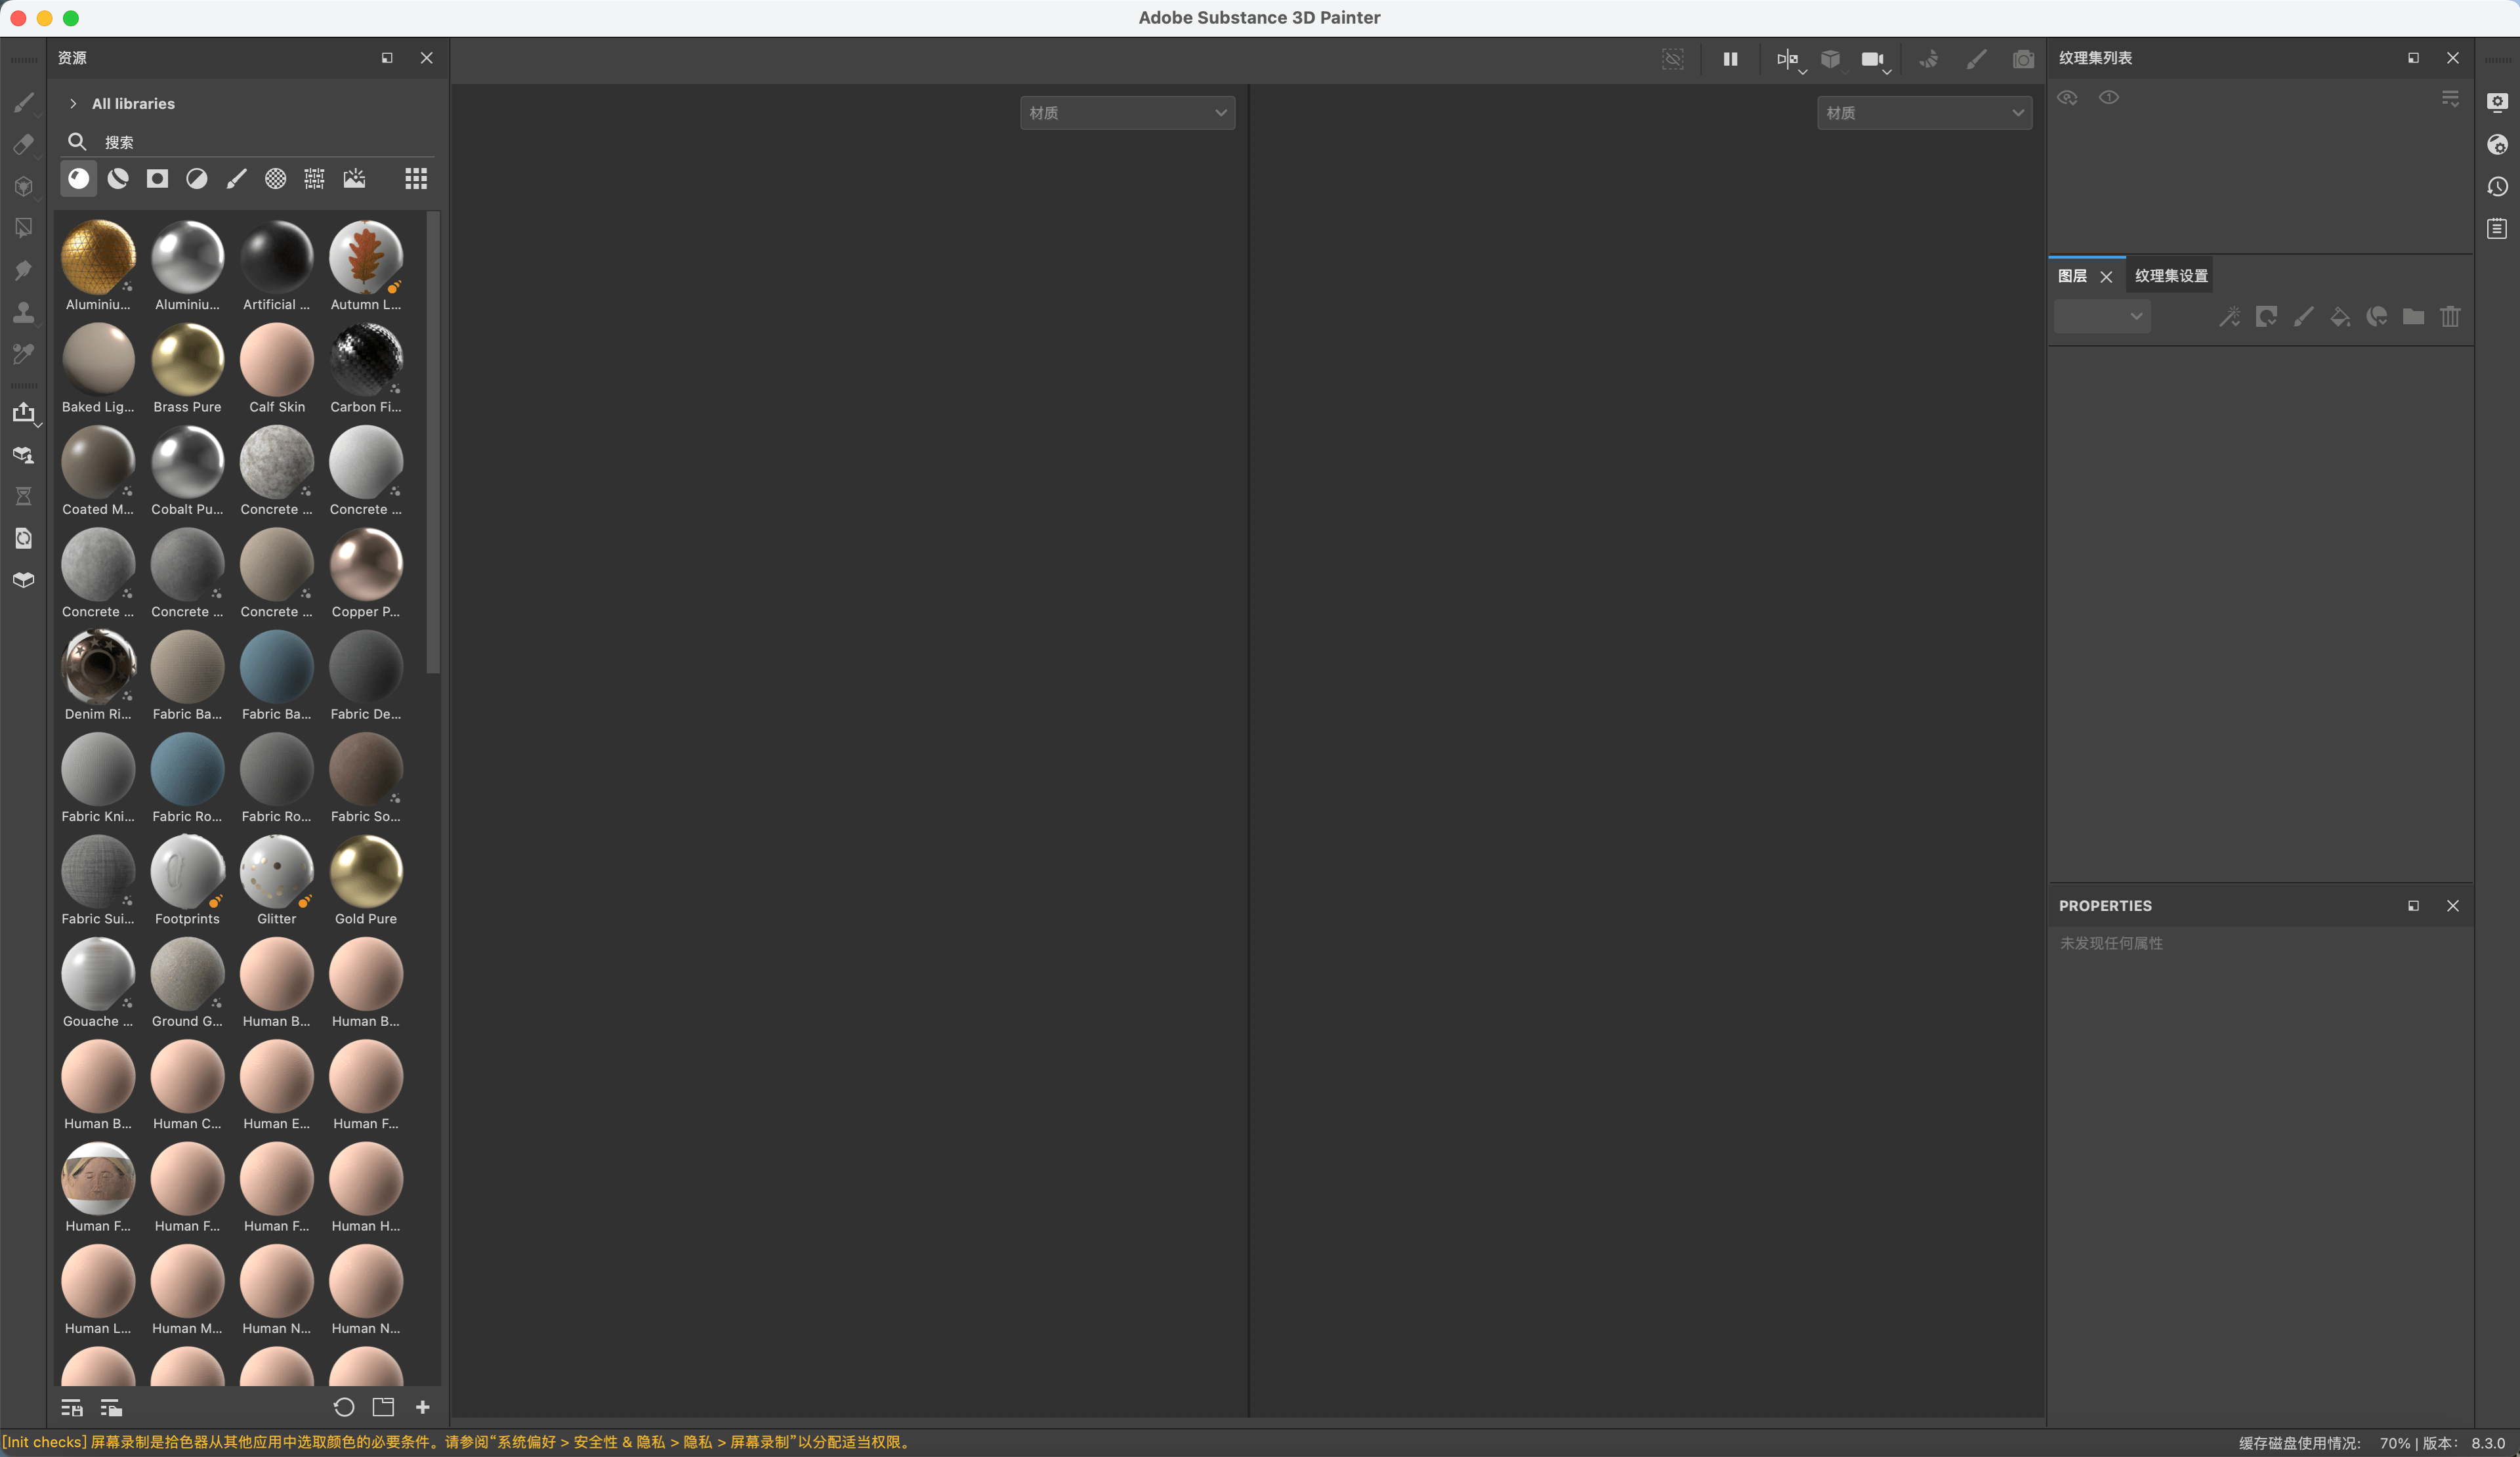 Adobe Substance 3D Painter
资源
All libraries
搜索
Aluminiu... Aluminiu... Artificial ... Autumn L...
Baked Lig... Brass Pure Calf Skin Carbon Fi...
Coated M... Cobalt Pu... Concrete ... Concrete ...
Concrete ... Concrete ... Concrete ... Copper P...
Denim Ri... Fabric Ba... Fabric Ba... Fabric De...
Fabric Kni... Fabric Ro... Fabric Ro... Fabric So...
Fabric Sui... Footprints Glitter Gold Pure
Gouache ... Ground G... Human B... Human B...
Human B... Human C... Human E... Human F...
Human F... Human F... Human F... Human H...
Human L... Human M... Human N... Human N...
材质
材质
纹理集列表
图层 纹理集设置
PROPERTIES
未发现任何属性
[Init checks] 屏幕录制是拾色器从其他应用中选取颜色的必要条件。请参阅“系统偏好 > 安全性 & 隐私 > 隐私 > 屏幕录制”以分配适当权限。
缓存磁盘使用情况: 70% | 版本: 8.3.0